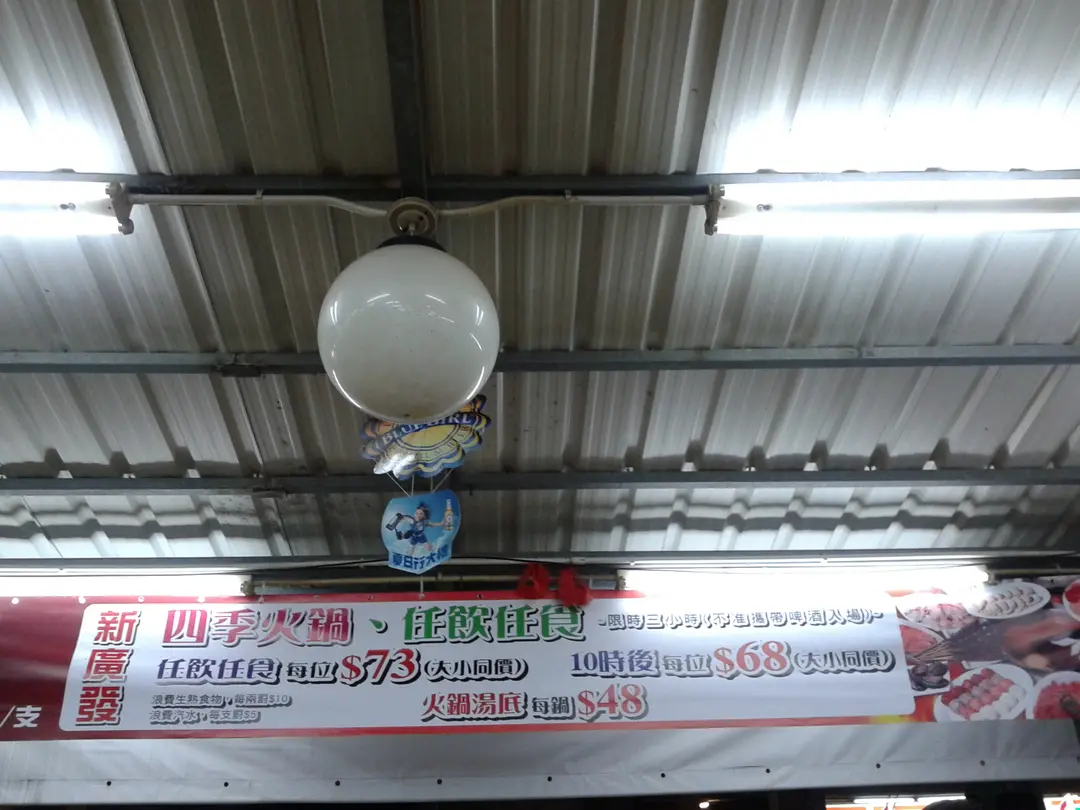 BLUE GIRL
夏日行大禮
新廣發
四季火鍋、任飲任食 -限時三小時(不准攜帶啤酒入場)-
任飲任食 每位 $73 (大小同價)
10時後 每位 $68 (大小同價)
浪費生熟食物，每兩罰$10
浪費汽水，每支罰$5
火鍋湯底 每鍋 $48
/支